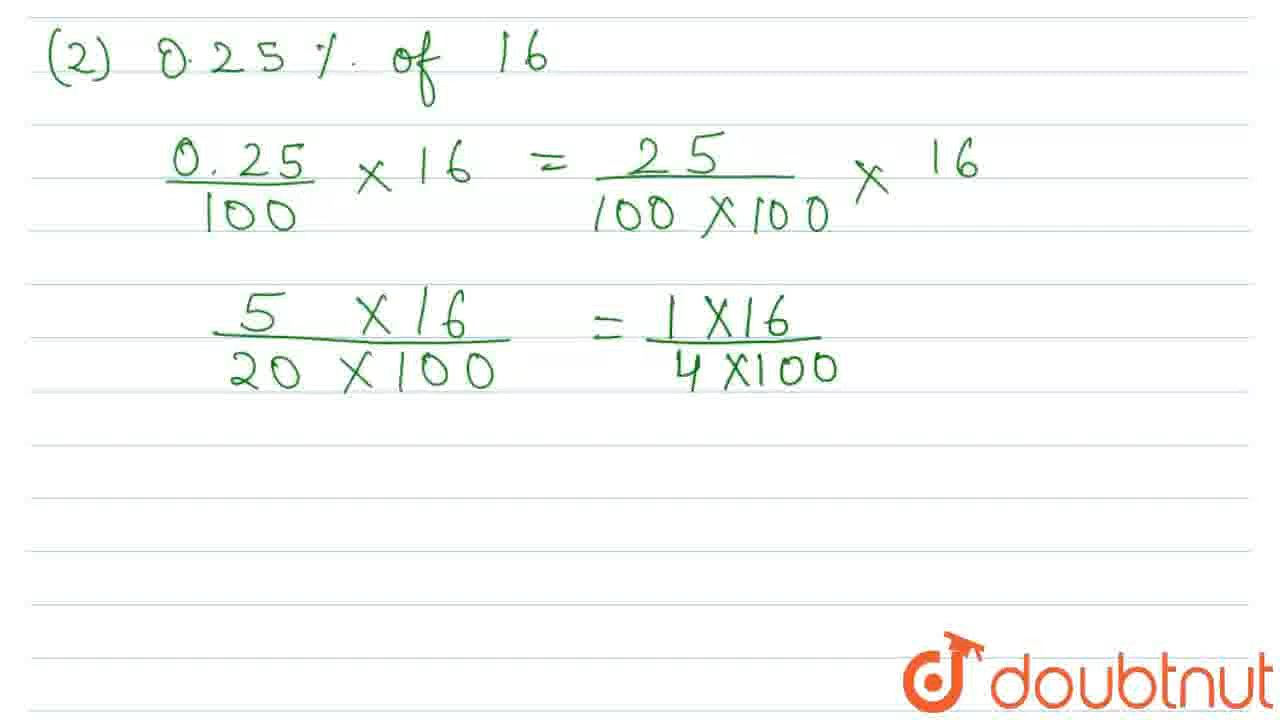 (2) 0.25 %. of 16
0.25/100 × 16 = 25/(100 × 100) × 16
(5 × 16)/(20 × 100) = (1 × 16)/(4 × 100)
doubtnut